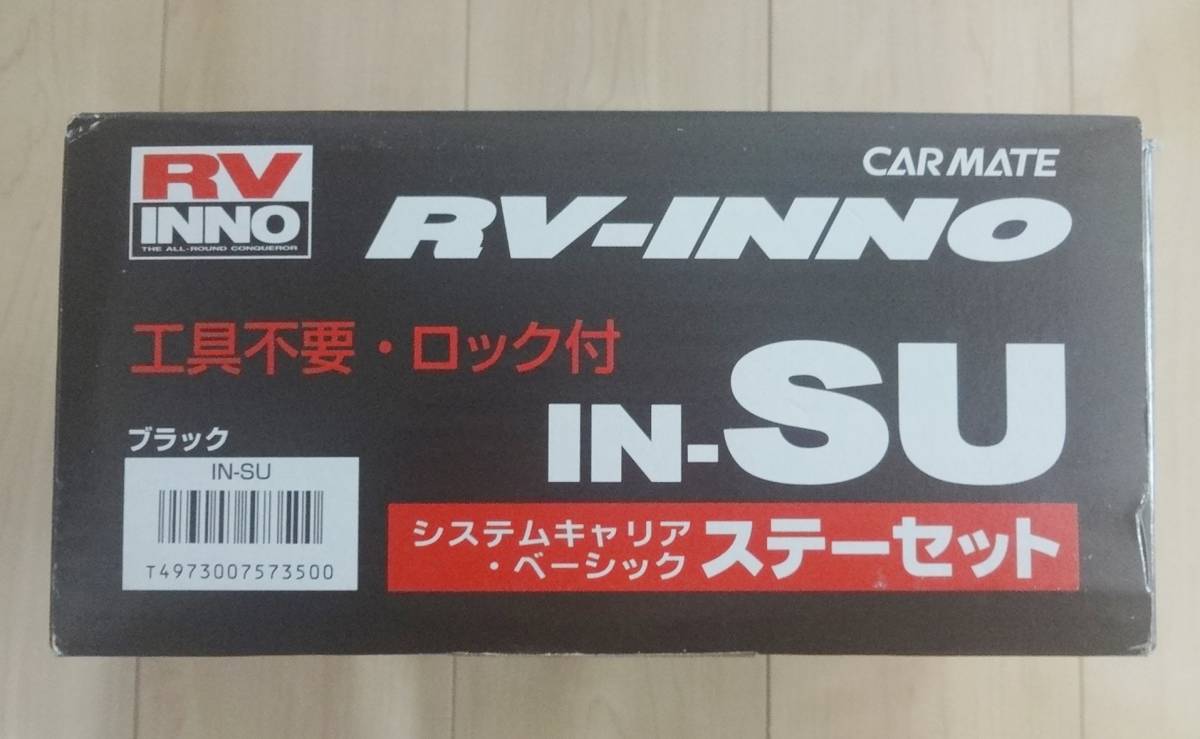 RV
INNO
THE ALL-ROUND CONQUEROR
CAR MATE
RV-INNO
工具不要・ロック付
IN-SU
ブラック
IN-SU
T4973007573500
システムキャリア
・ベーシック
ステーセット